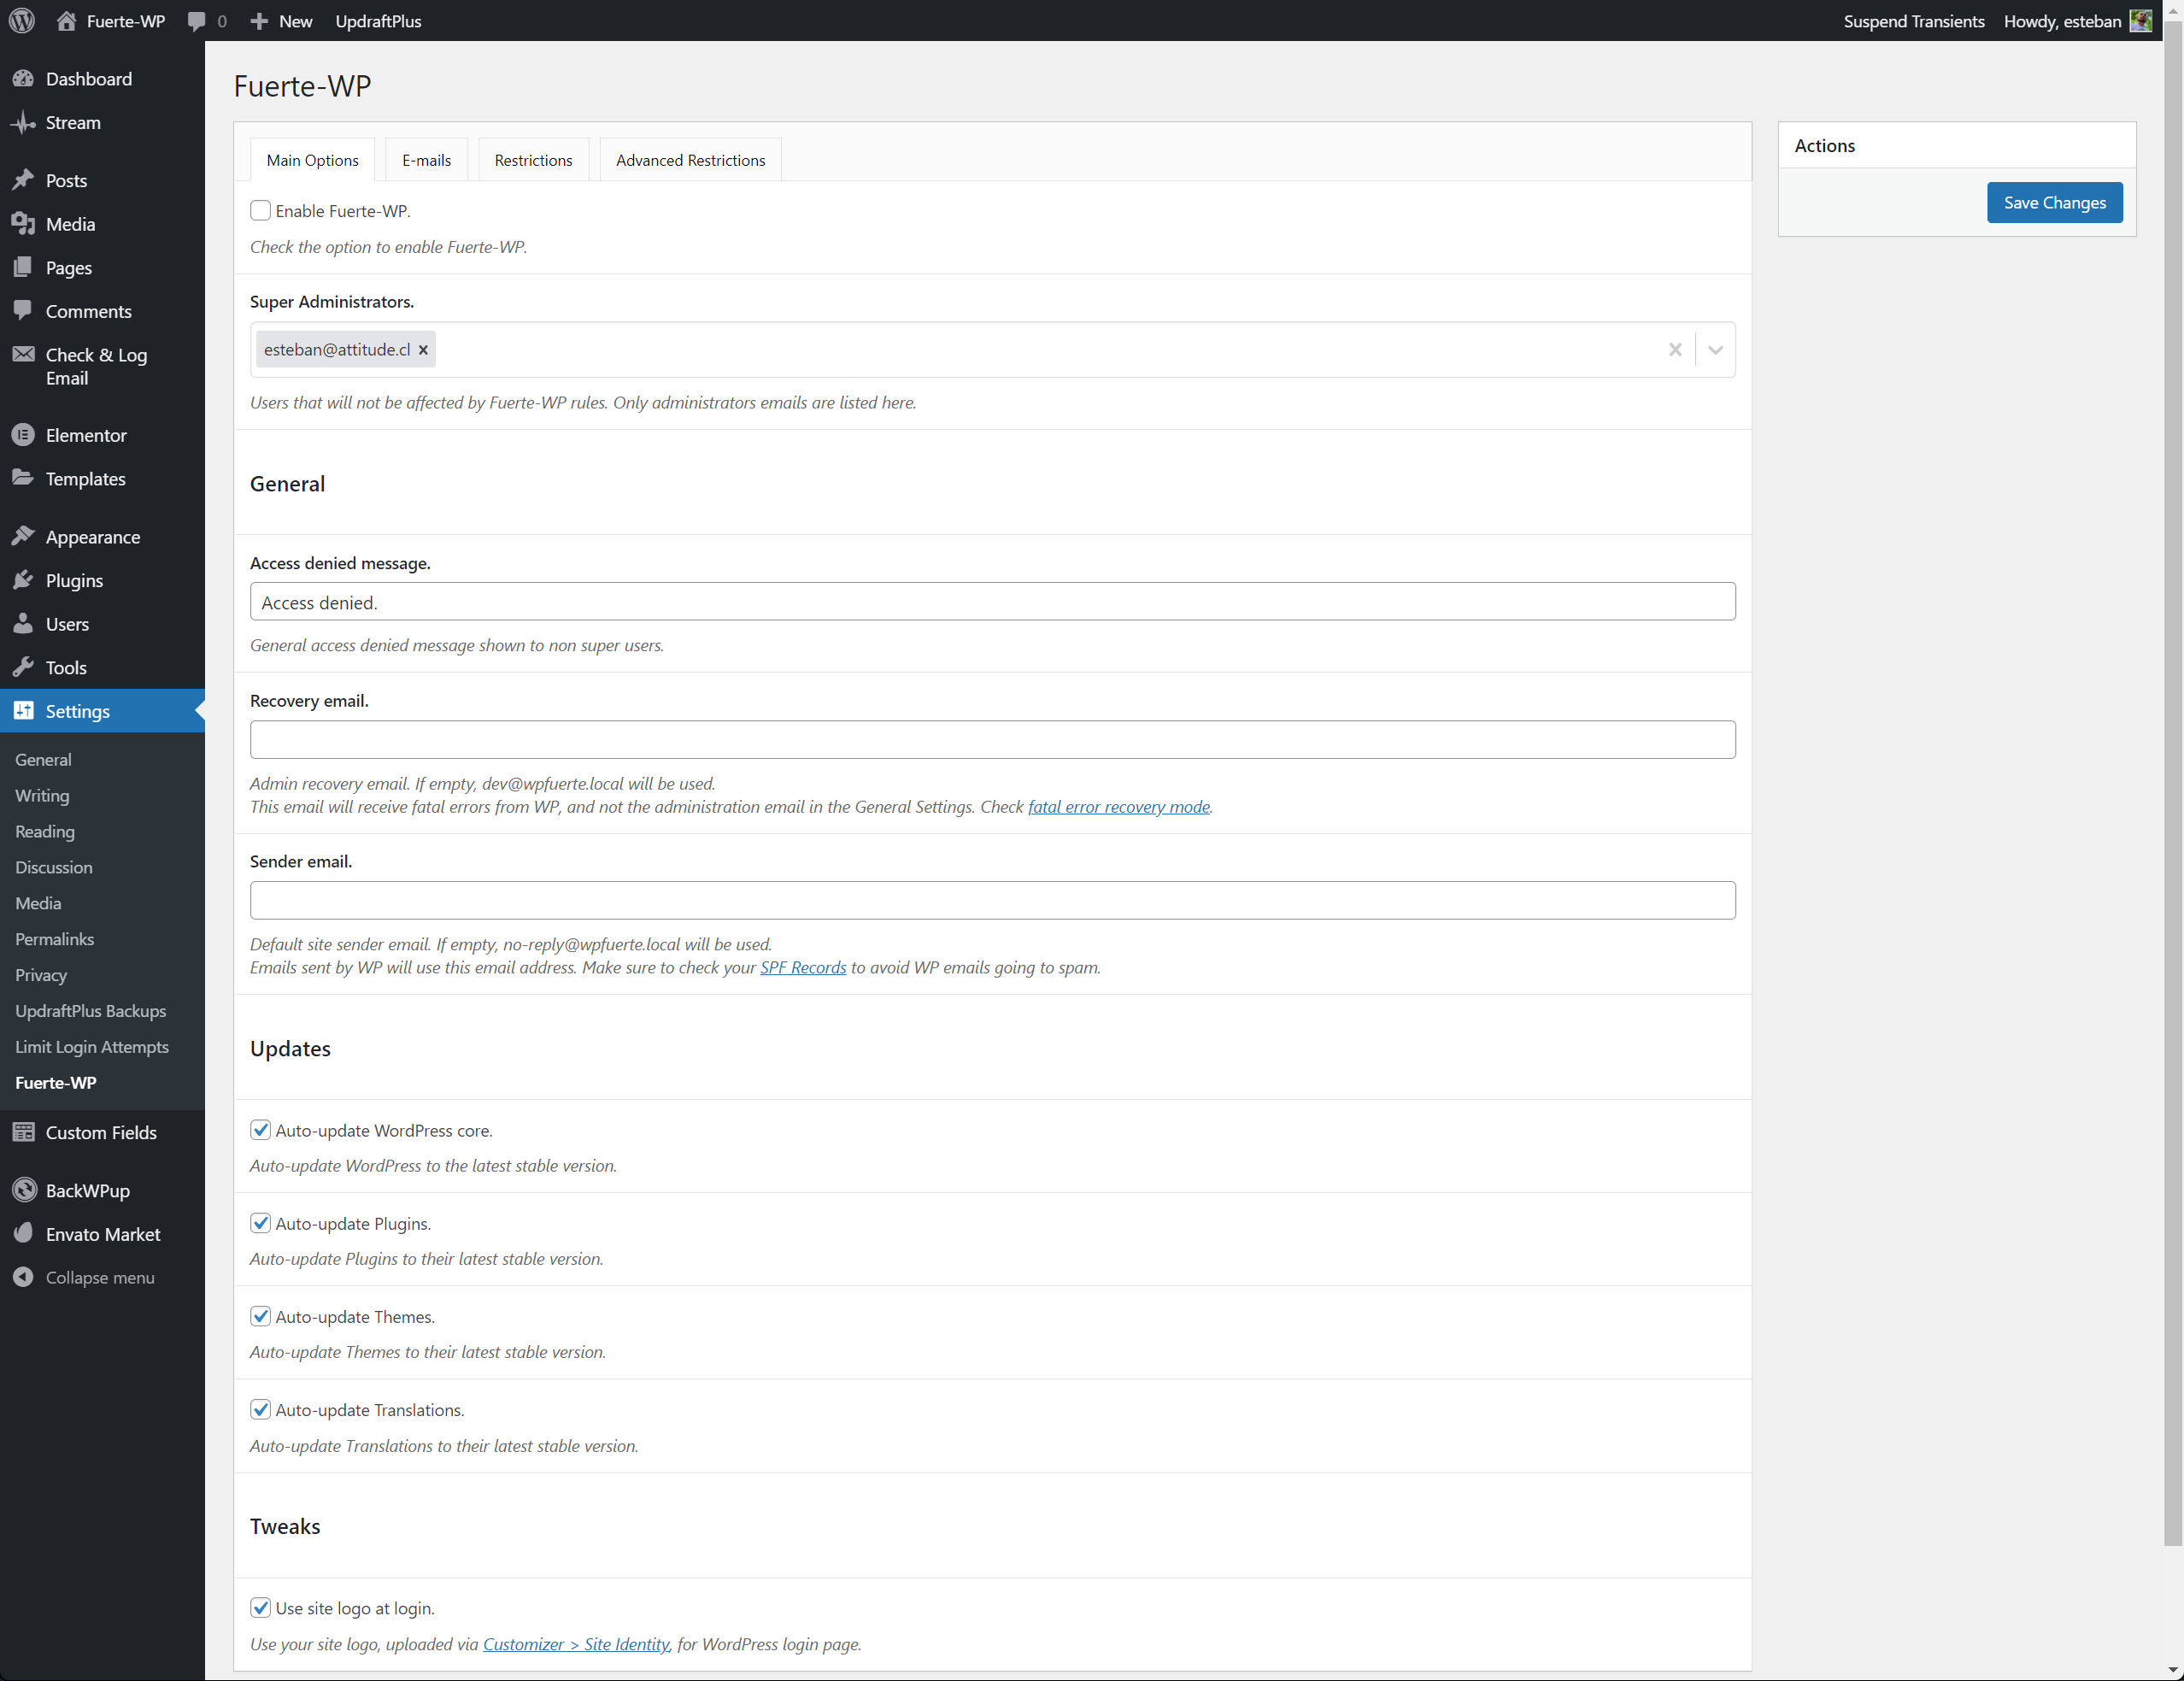 Fuerte-WP
0
New
UpdraftPlus
Suspend Transients
Howdy, esteban
Dashboard
Stream
Posts
Media
Pages
Comments
Check & Log
Email
Elementor
Templates
Appearance
Plugins
Users
Tools
Settings
General
Writing
Reading
Discussion
Media
Permalinks
Privacy
UpdraftPlus Backups
Limit Login Attempts
Fuerte-WP
Custom Fields
BackWPup
Envato Market
Collapse menu
Fuerte-WP
Main Options
E-mails
Restrictions
Advanced Restrictions
Enable Fuerte-WP.
Check the option to enable Fuerte-WP.
Super Administrators.
esteban@attitude.cl
Users that will not be affected by Fuerte-WP rules. Only administrators emails are listed here.
General
Access denied message.
Access denied.
General access denied message shown to non super users.
Recovery email.
Admin recovery email. If empty, dev@wpfuerte.local will be used.
This email will receive fatal errors from WP, and not the administration email in the General Settings. Check fatal error recovery mode.
Sender email.
Default site sender email. If empty, no-reply@wpfuerte.local will be used.
Emails sent by WP will use this email address. Make sure to check your SPF Records to avoid WP emails going to spam.
Updates
Auto-update WordPress core.
Auto-update WordPress to the latest stable version.
Auto-update Plugins.
Auto-update Plugins to their latest stable version.
Auto-update Themes.
Auto-update Themes to their latest stable version.
Auto-update Translations.
Auto-update Translations to their latest stable version.
Tweaks
Use site logo at login.
Use your site logo, uploaded via Customizer > Site Identity, for WordPress login page.
Actions
Save Changes